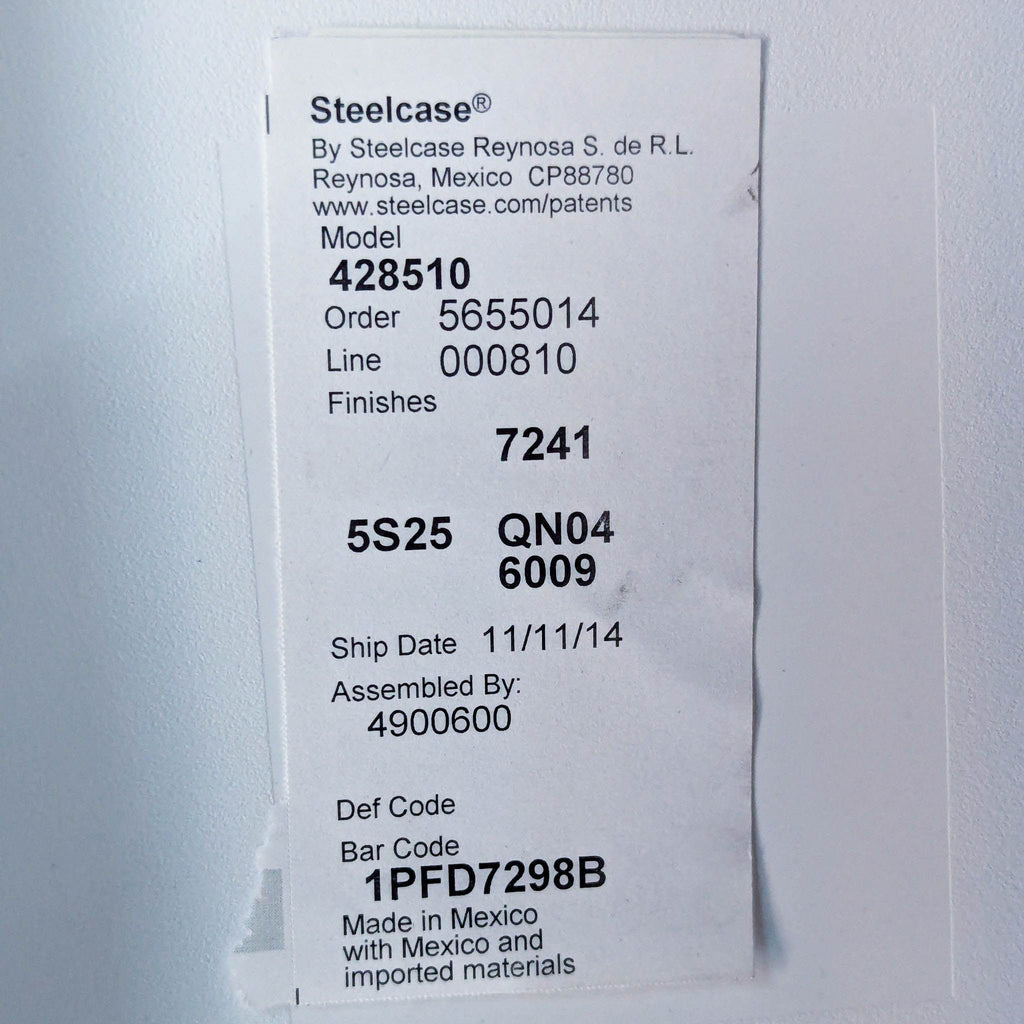 Steelcase®
By Steelcase Reynosa S. de R.L.
Reynosa, Mexico CP88780
www.steelcase.com/patents
Model
428510
Order 5655014
Line 000810
Finishes
7241
5S25 QN04
6009
Ship Date 11/11/14
Assembled By:
4900600
Def Code
Bar Code
1PFD7298B
Made in Mexico
with Mexico and
imported materials